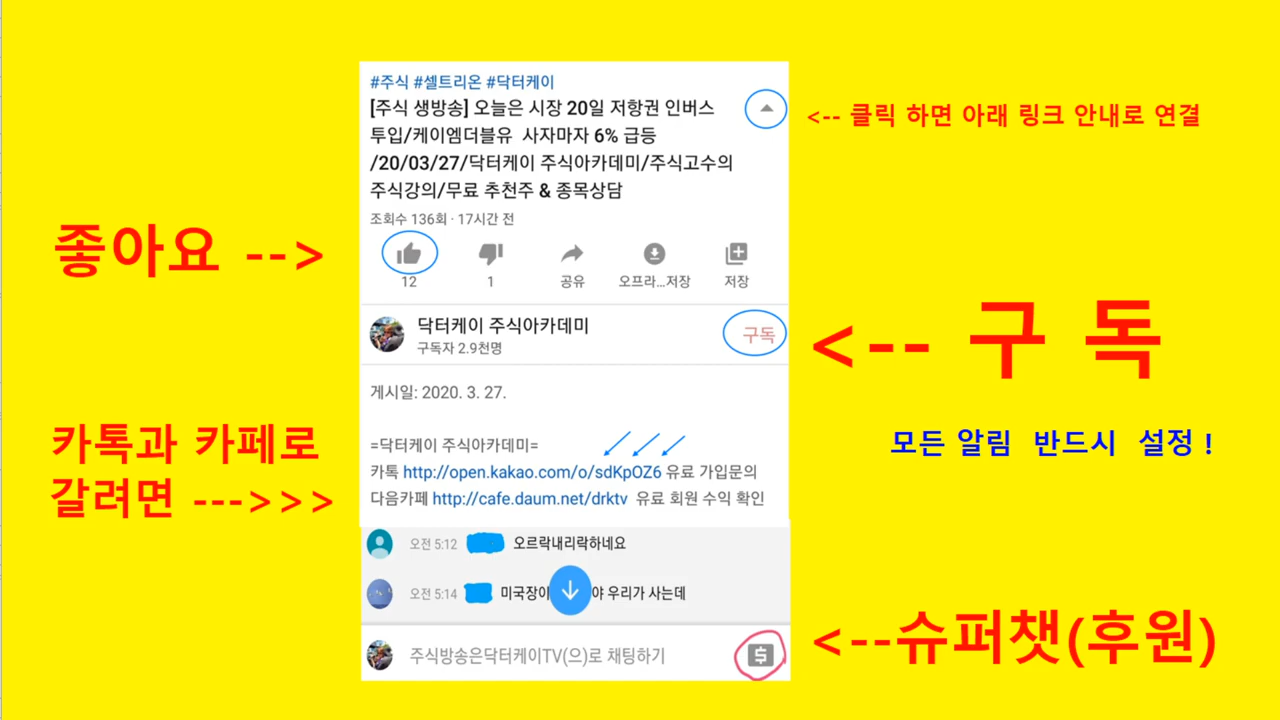 #주식 #셀트리온 #닥터케이
[주식 생방송] 오늘은 시장 20일 저항권 인버스
투입/케이엠더블유 사자마자 6% 급등
/20/03/27/닥터케이 주식아카데미/주식고수의
주식강의/무료 추천주 & 종목상담
조회수 136회 · 17시간 전
<-- 클릭 하면 아래 링크 안내로 연결
좋아요 -->
12
1
공유
오프라...저장
저장
닥터케이 주식아카데미
구독자 2.9천명
구독
<-- 구 독
모든 알림 반드시 설정 !
게시일: 2020. 3. 27.
카톡과 카페로
갈려면 --->>>
=닥터케이 주식아카데미=
카톡 http://open.kakao.com/o/sdKpOZ6 유료 가입문의
다음카페 http://cafe.daum.net/drktv 유료 회원 수익 확인
오전 5:12 오르락내리락하네요
오전 5:14 미국장이 야 우리가 사는데
주식방송은닥터케이TV(으)로 채팅하기
<--슈퍼챗(후원)